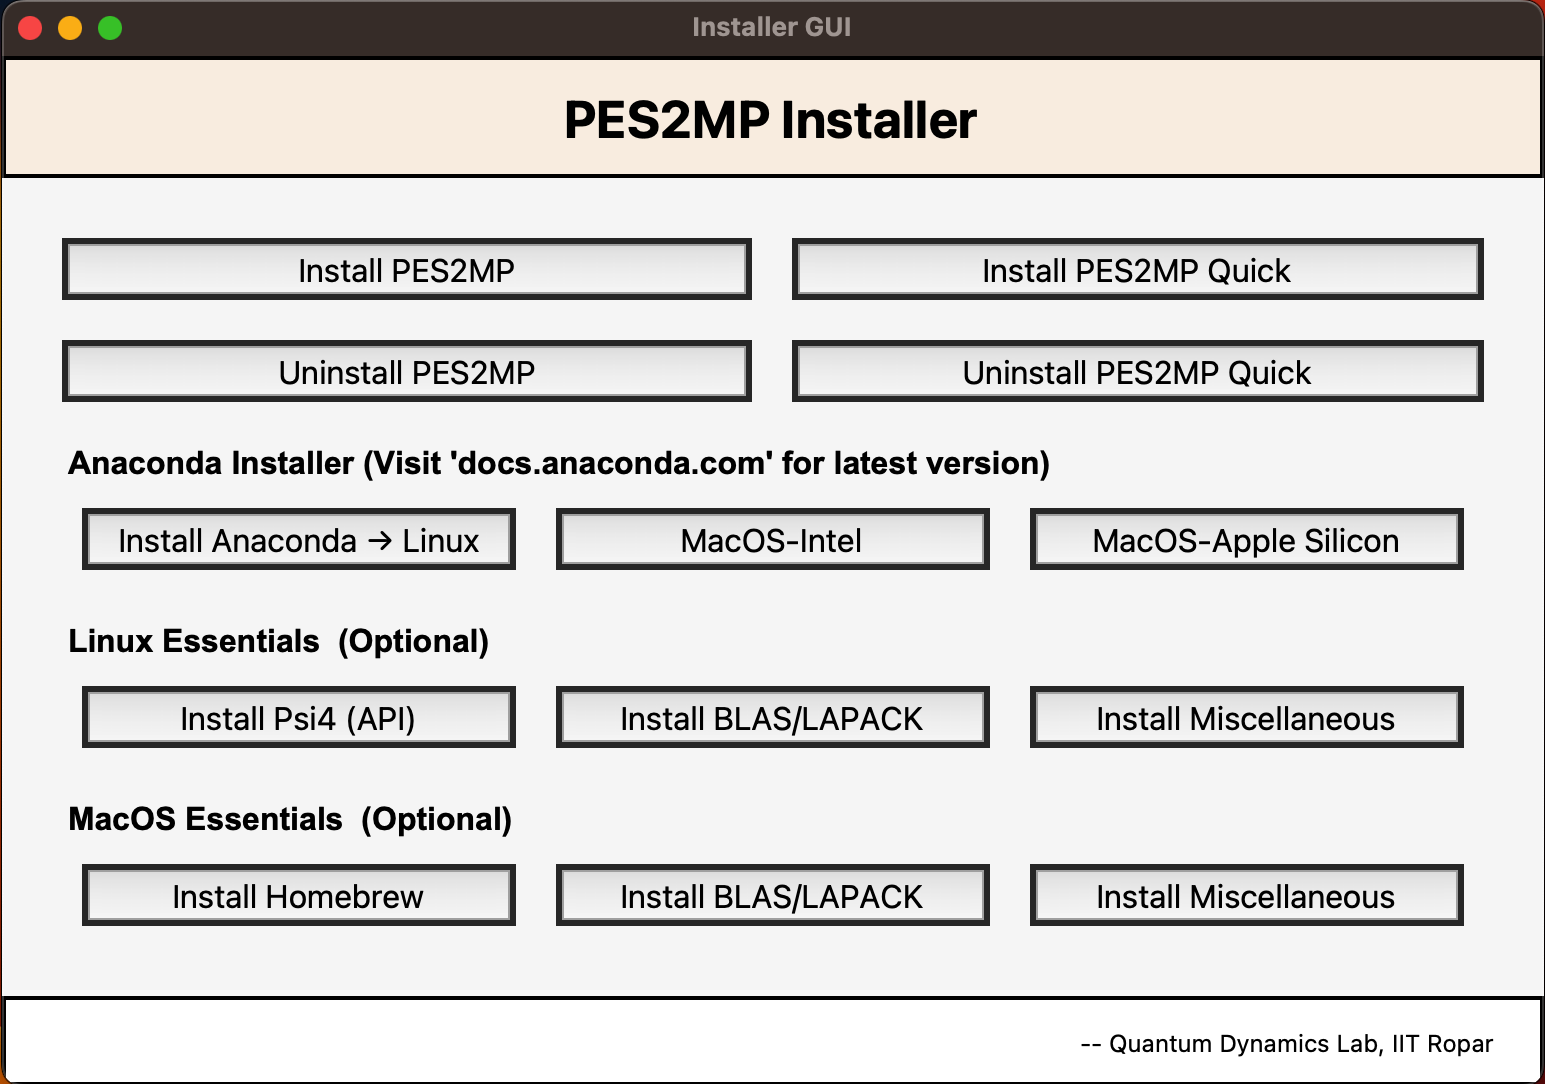 Installer GUI
PES2MP Installer
Install PES2MP
Install PES2MP Quick
Uninstall PES2MP
Uninstall PES2MP Quick
Anaconda Installer (Visit 'docs.anaconda.com' for latest version)
Install Anaconda → Linux
MacOS-Intel
MacOS-Apple Silicon
Linux Essentials  (Optional)
Install Psi4 (API)
Install BLAS/LAPACK
Install Miscellaneous
MacOS Essentials  (Optional)
Install Homebrew
Install BLAS/LAPACK
Install Miscellaneous
-- Quantum Dynamics Lab, IIT Ropar